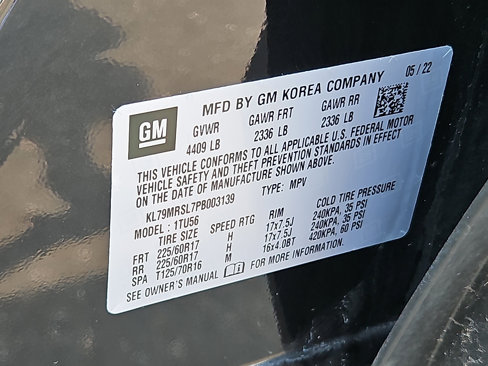 MFD BY GM KOREA COMPANY 05/22
GM
GVWR GAWR FRT GAWR RR
4409 LB 2336 LB 2336 LB
THIS VEHICLE CONFORMS TO ALL APPLICABLE U.S. FEDERAL MOTOR
VEHICLE SAFETY AND THEFT PREVENTION STANDARDS IN EFFECT
ON THE DATE OF MANUFACTURE SHOWN ABOVE.
KL79MRSL7PB003139 TYPE: MPV
MODEL: 1TU56
TIRE SIZE SPEED RTG RIM COLD TIRE PRESSURE
FRT 225/60R17 H 17x7.5J 240KPA, 35 PSI
RR 225/60R17 H 17x7.5J 240KPA, 35 PSI
SPA T125/70R16 M 16x4.0BT 420KPA, 60 PSI
SEE OWNER'S MANUAL FOR MORE INFORMATION.